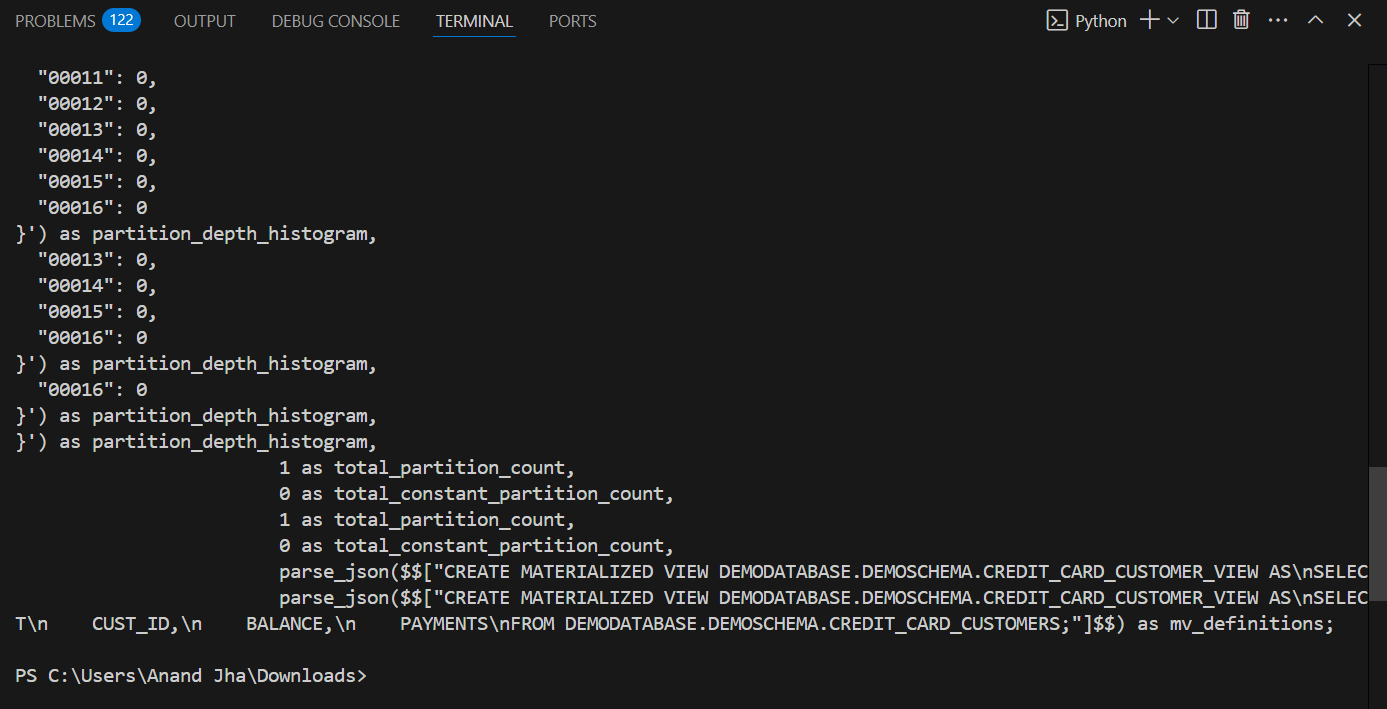 PROBLEMS 122 OUTPUT DEBUG CONSOLE TERMINAL PORTS Python
  "00011": 0,
  "00012": 0,
  "00013": 0,
  "00014": 0,
  "00015": 0,
  "00016": 0
}') as partition_depth_histogram,
  "00013": 0,
  "00014": 0,
  "00015": 0,
  "00016": 0
}') as partition_depth_histogram,
  "00016": 0
}') as partition_depth_histogram,
}') as partition_depth_histogram,
                        1 as total_partition_count,
                        0 as total_constant_partition_count,
                        1 as total_partition_count,
                        0 as total_constant_partition_count,
                        parse_json($$["CREATE MATERIALIZED VIEW DEMODATABASE.DEMOSCHEMA.CREDIT_CARD_CUSTOMER_VIEW AS\nSELEC
                        parse_json($$["CREATE MATERIALIZED VIEW DEMODATABASE.DEMOSCHEMA.CREDIT_CARD_CUSTOMER_VIEW AS\nSELEC
T\n    CUST_ID,\n    BALANCE,\n    PAYMENTS\nFROM DEMODATABASE.DEMOSCHEMA.CREDIT_CARD_CUSTOMERS;"]$$) as mv_definitions;
PS C:\Users\Anand Jha\Downloads>